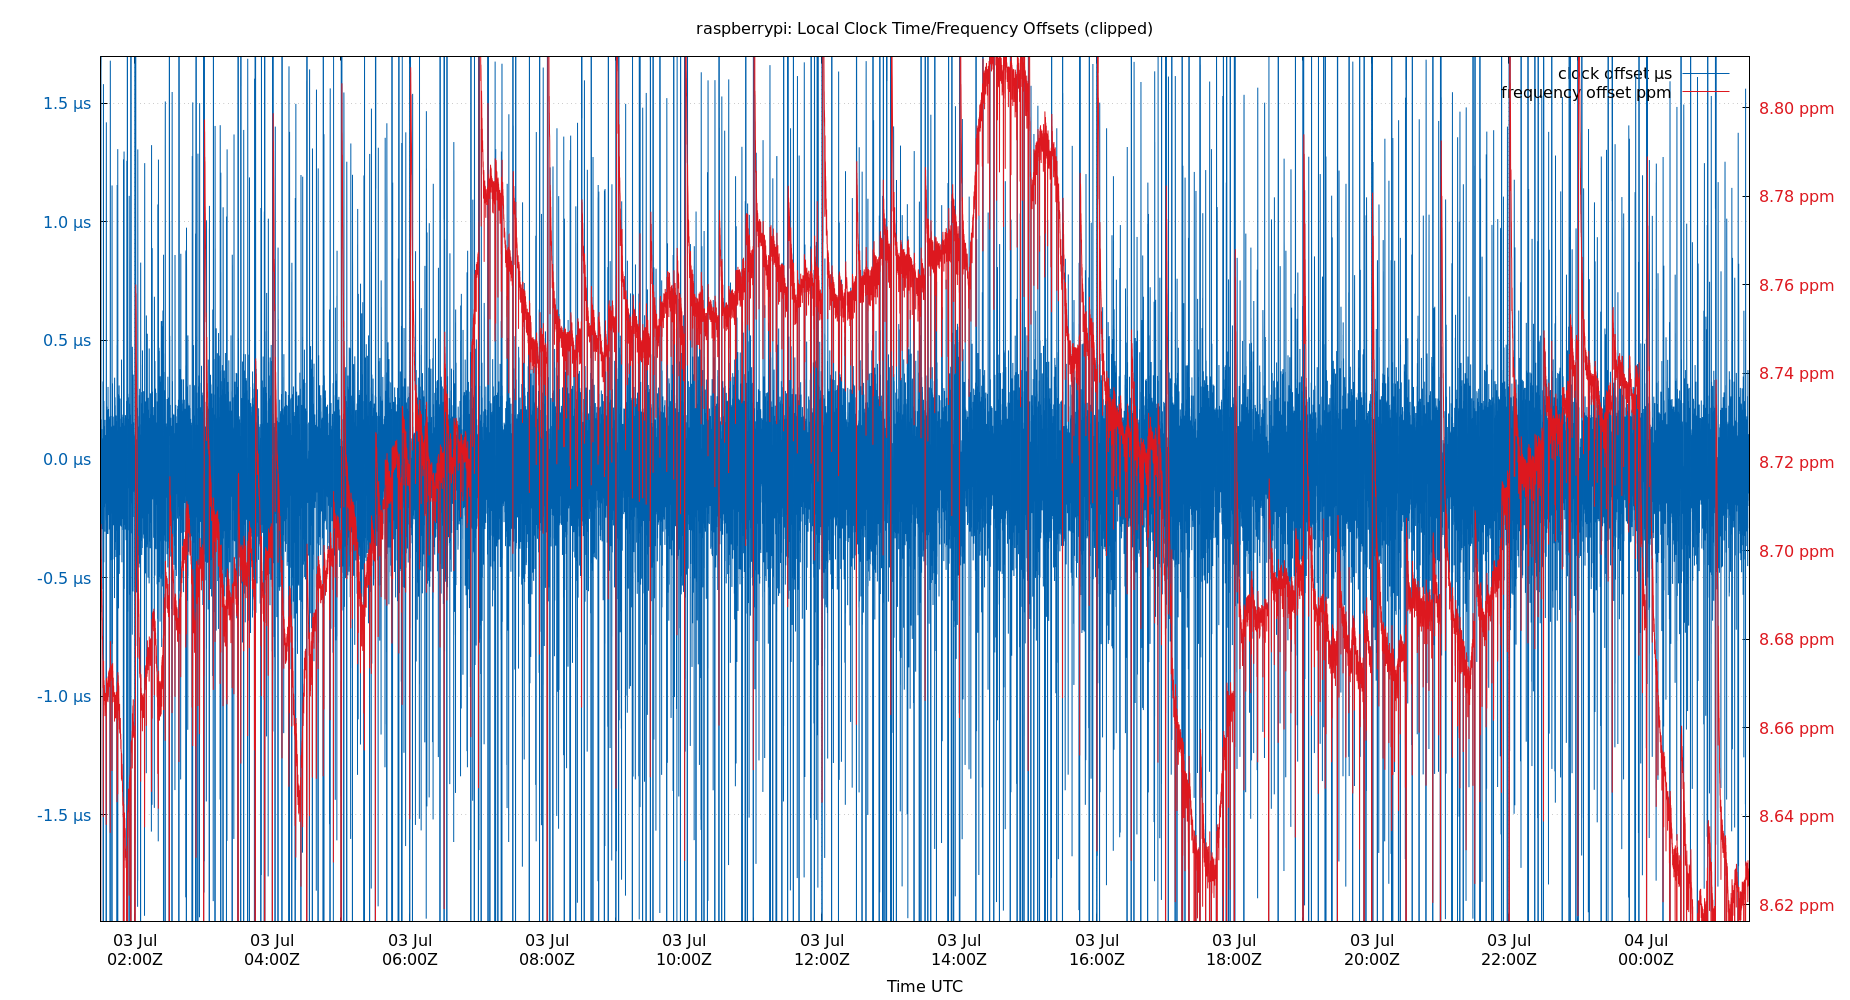 raspberrypi: Local Clock Time/Frequency Offsets (clipped)
clock offset µs
frequency offset ppm
1.5 µs
1.0 µs
0.5 µs
0.0 µs
-0.5 µs
-1.0 µs
-1.5 µs
8.80 ppm
8.78 ppm
8.76 ppm
8.74 ppm
8.72 ppm
8.70 ppm
8.68 ppm
8.66 ppm
8.64 ppm
8.62 ppm
03 Jul 03 Jul 03 Jul 03 Jul 03 Jul 03 Jul 03 Jul 03 Jul 03 Jul 03 Jul 03 Jul 04 Jul
02:00Z 04:00Z 06:00Z 08:00Z 10:00Z 12:00Z 14:00Z 16:00Z 18:00Z 20:00Z 22:00Z 00:00Z
Time UTC